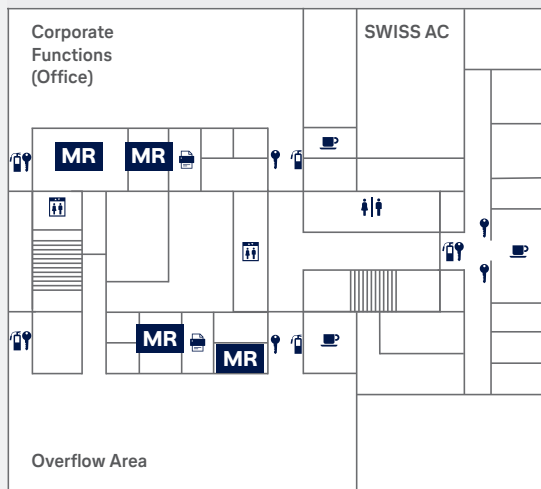 Corporate
Functions
(Office)
SWISS AC
MR
MR
MR
MR
Overflow Area